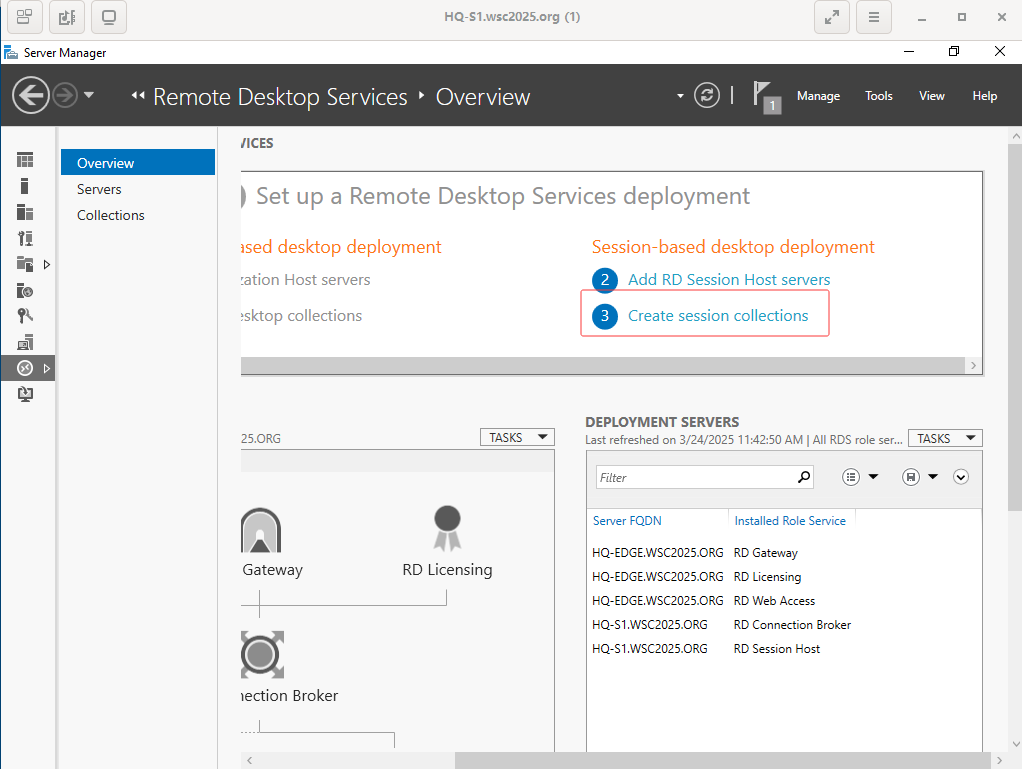 HQ-S1.wsc2025.org (1)
Server Manager
Remote Desktop Services
Overview
1
Manage
Tools
View
Help
Overview
Servers
Collections
VICES
Set up a Remote Desktop Services deployment
ased desktop deployment
zation Host servers
esktop collections
Session-based desktop deployment
2 Add RD Session Host servers
3 Create session collections
25.ORG
TASKS
Gateway
RD Licensing
nection Broker
DEPLOYMENT SERVERS
Last refreshed on 3/24/2025 11:42:50 AM | All RDS role ser...
TASKS
Filter
Server FQDN Installed Role Service
HQ-EDGE.WSC2025.ORG RD Gateway
HQ-EDGE.WSC2025.ORG RD Licensing
HQ-EDGE.WSC2025.ORG RD Web Access
HQ-S1.WSC2025.ORG RD Connection Broker
HQ-S1.WSC2025.ORG RD Session Host